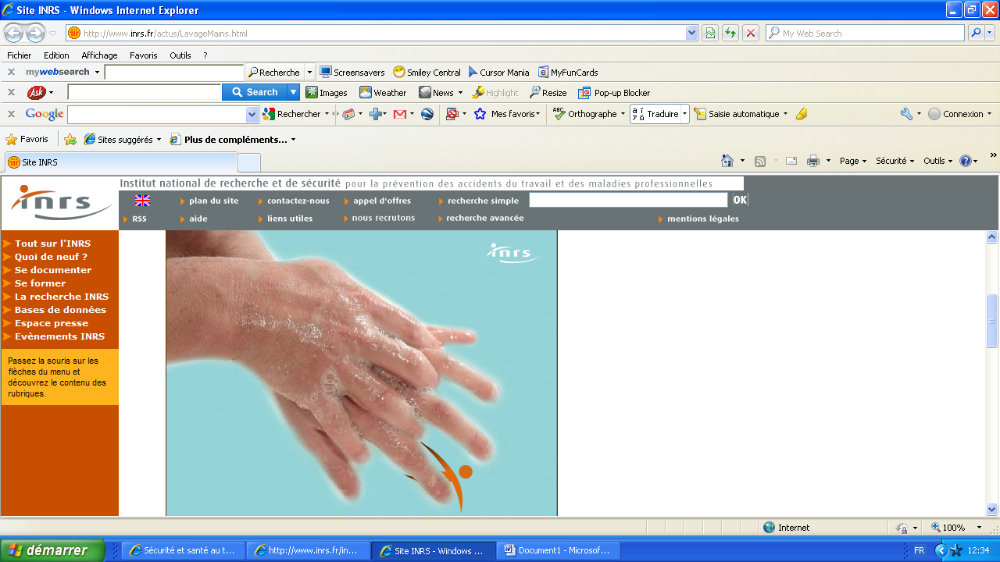 Site INRS - Windows Internet Explorer
http://www.inrs.fr/actus/LavageMains.html
My Web Search
Fichier Edition Affichage Favoris Outils ?
X mywebsearch Recherche Screensavers Smiley Central Cursor Mania MyFunCards
X Ask Search Images Weather News Highlight Resize Pop-up Blocker
X Google Rechercher Mes favoris ABC Orthographe Traduire Saisie automatique Connexion
Favoris Sites suggérés Plus de compléments...
Site INRS Page Sécurité Outils
inrs
Institut national de recherche et de sécurité pour la prévention des accidents du travail et des maladies professionnelles
plan du site contactez-nous appel d'offres recherche simple OK
RSS aide liens utiles nous recrutons recherche avancée mentions légales
Tout sur l'INRS
Quoi de neuf ?
Se documenter
Se former
La recherche INRS
Bases de données
Espace presse
Evènements INRS
Passez la souris sur les
flèches du menu et
découvrez le contenu des
rubriques.
inrs
Internet 100%
démarrer Sécurité et santé au t... http://www.inrs.fr/in... Site INRS - Windows ... Document1 - Microsof... FR 12:34